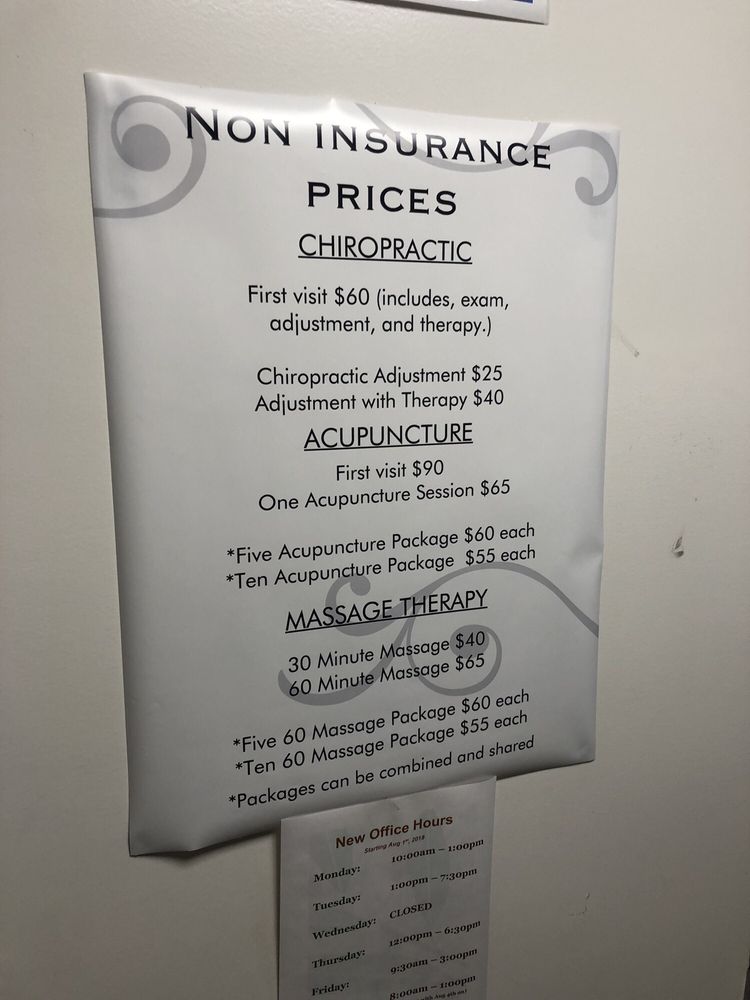 NON INSURANCE
PRICES
CHIROPRACTIC
First visit $60 (includes, exam,
adjustment, and therapy.)
Chiropractic Adjustment $25
Adjustment with Therapy $40
ACUPUNCTURE
First visit $90
One Acupuncture Session $65
*Five Acupuncture Package $60 each
*Ten Acupuncture Package $55 each
MASSAGE THERAPY
30 Minute Massage $40
60 Minute Massage $65
*Five 60 Massage Package $60 each
*Ten 60 Massage Package $55 each
*Packages can be combined and shared
New Office Hours
Starting Aug 1st, 2018
Monday: 10:00am – 1:00pm
Tuesday: 1:00pm – 7:30pm
Wednesday: CLOSED
Thursday: 12:00pm – 6:30pm
Friday: 9:30am – 3:00pm
8:00am – 1:00pm